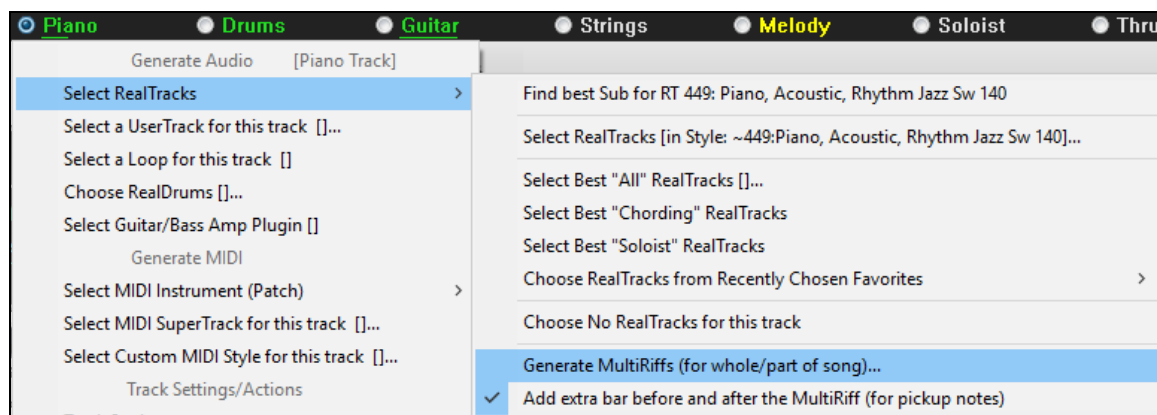 Piano Drums Guitar Strings Melody Soloist Thru
Generate Audio [Piano Track]
Select RealTracks
Select a UserTrack for this track []...
Select a Loop for this track []
Choose RealDrums []...
Select Guitar/Bass Amp Plugin []
Generate MIDI
Select MIDI Instrument (Patch)
Select MIDI SuperTrack for this track []...
Select Custom MIDI Style for this track []...
Track Settings/Actions
Find best Sub for RT 449: Piano, Acoustic, Rhythm Jazz Sw 140
Select RealTracks [in Style: ~449:Piano, Acoustic, Rhythm Jazz Sw 140]...
Select Best "All" RealTracks []...
Select Best "Chording" RealTracks
Select Best "Soloist" RealTracks
Choose RealTracks from Recently Chosen Favorites
Choose No RealTracks for this track
Generate MultiRiffs (for whole/part of song)...
Add extra bar before and after the MultiRiff (for pickup notes)